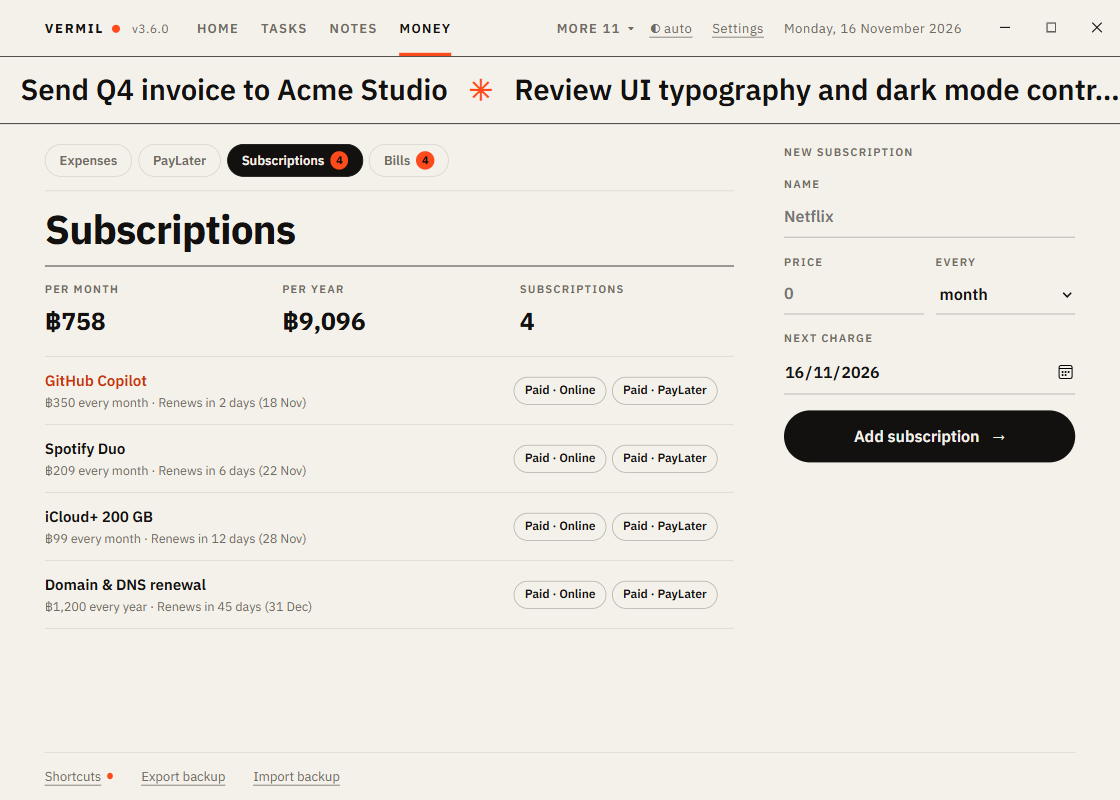 VERMIL v3.6.0 HOME TASKS NOTES MONEY MORE 11 auto Settings Monday, 16 November 2026
Send Q4 invoice to Acme Studio ✳ Review UI typography and dark mode contr...
Expenses PayLater Subscriptions 4 Bills 4
Subscriptions
PER MONTH PER YEAR SUBSCRIPTIONS
฿758 ฿9,096 4
GitHub Copilot
฿350 every month · Renews in 2 days (18 Nov)
Paid · Online Paid · PayLater
Spotify Duo
฿209 every month · Renews in 6 days (22 Nov)
Paid · Online Paid · PayLater
iCloud+ 200 GB
฿99 every month · Renews in 12 days (28 Nov)
Paid · Online Paid · PayLater
Domain & DNS renewal
฿1,200 every year · Renews in 45 days (31 Dec)
Paid · Online Paid · PayLater
NEW SUBSCRIPTION
NAME
Netflix
PRICE EVERY
0 month
NEXT CHARGE
16/11/2026
Add subscription →
Shortcuts Export backup Import backup